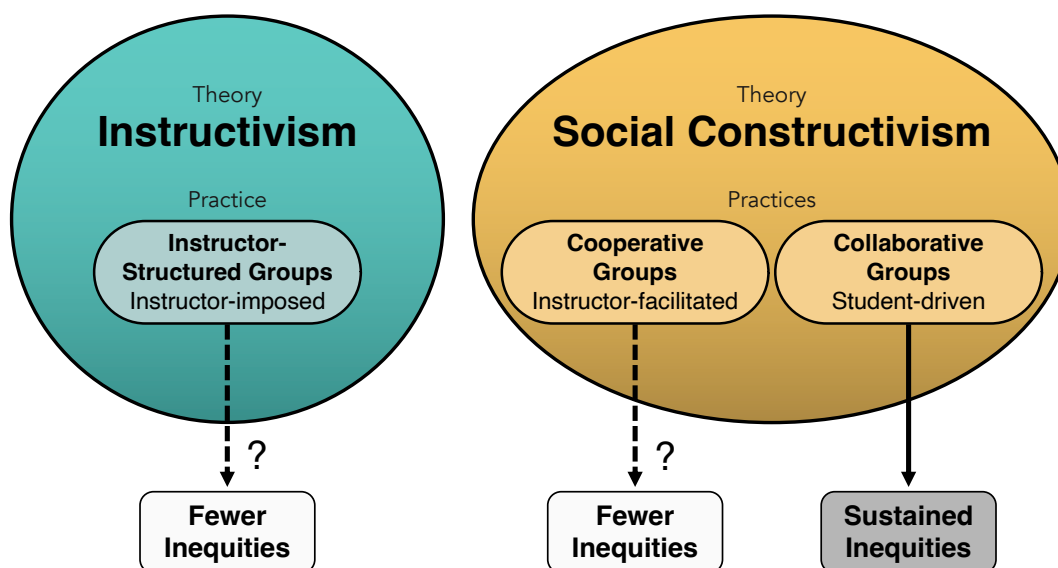 Theory
Instructivism
Practice
Instructor-
Structured Groups
Instructor-imposed
?
Fewer
Inequities
Theory
Social Constructivism
Practices
Cooperative
Groups
Instructor-facilitated
?
Fewer
Inequities
Collaborative
Groups
Student-driven
Sustained
Inequities